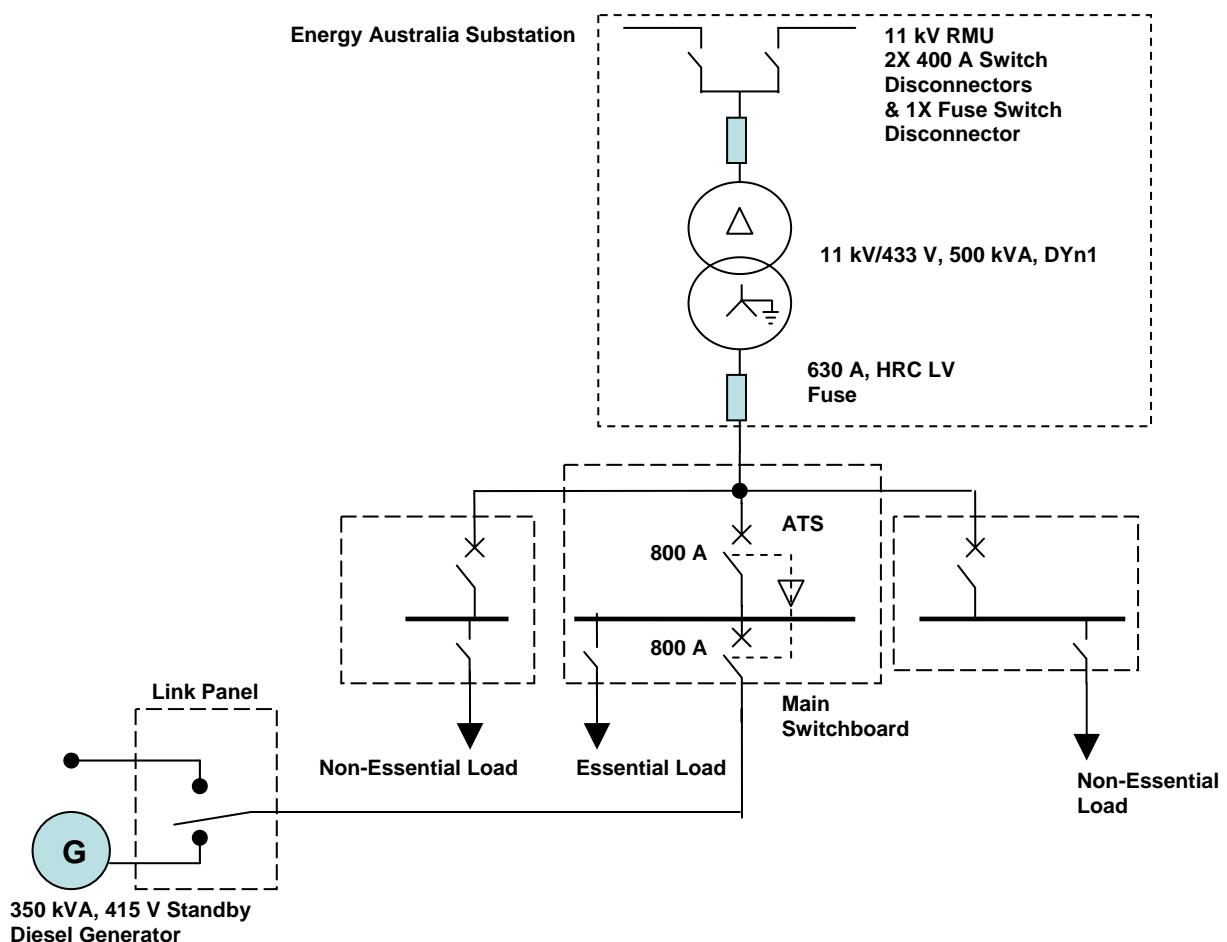 Energy Australia Substation
11 kV RMU
2X 400 A Switch
Disconnectors
& 1X Fuse Switch
Disconnector
11 kV/433 V, 500 kVA, DYn1
630 A, HRC LV
Fuse
ATS
800 A
800 A
Link Panel
Main
Switchboard
Non-Essential Load
Essential Load
Non-Essential
Load
G
350 kVA, 415 V Standby
Diesel Generator